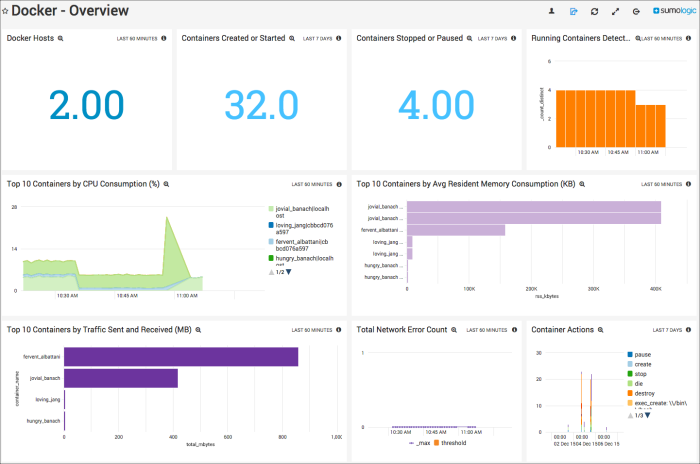 Docker - Overview
sumologic
Docker Hosts
LAST 60 MINUTES
2.00
Containers Created or Started
LAST 7 DAYS
32.0
Containers Stopped or Paused
LAST 7 DAYS
4.00
Running Containers Detect...
LAST 60 MINUTES
6
4
2
0
_count_distinct
10:30 AM 10:45 AM 11:00 AM
Top 10 Containers by CPU Consumption (%)
LAST 60 MINUTES
28
14
0
10:30 AM 10:45 AM 11:00 AM
jovial_banach|localh
ost
loving_jang|cbbcd076
a597
fervent_albattani|cb
bcd076a597
hungry_banach|localh
1/2
Top 10 Containers by Avg Resident Memory Consumption (KB)
LAST 60 MINUTES
jovial_banach ...
jovial_banach ...
fervent_albattani ...
loving_jang ...
loving_jang ...
hungry_banach ...
hungry_banach ...
0 100K 200K 300K 400K
rss_kbytes
Top 10 Containers by Traffic Sent and Received (MB)
LAST 60 MINUTES
container_name
fervent_albattani
jovial_banach
loving_jang
hungry_banach
0 200 400 600 800 1,000
total_mbytes
Total Network Error Count
LAST 60 MINUTES
1
0
10:30 AM 10:45 AM 11:00 AM
_max threshold
Container Actions
LAST 7 DAYS
30
20
10
0
00:00 00:00 00:00
02 Dec 15 04 Dec 15 06 Dec 15
pause
create
stop
die
destroy
exec_create: \\/bin\
1/3